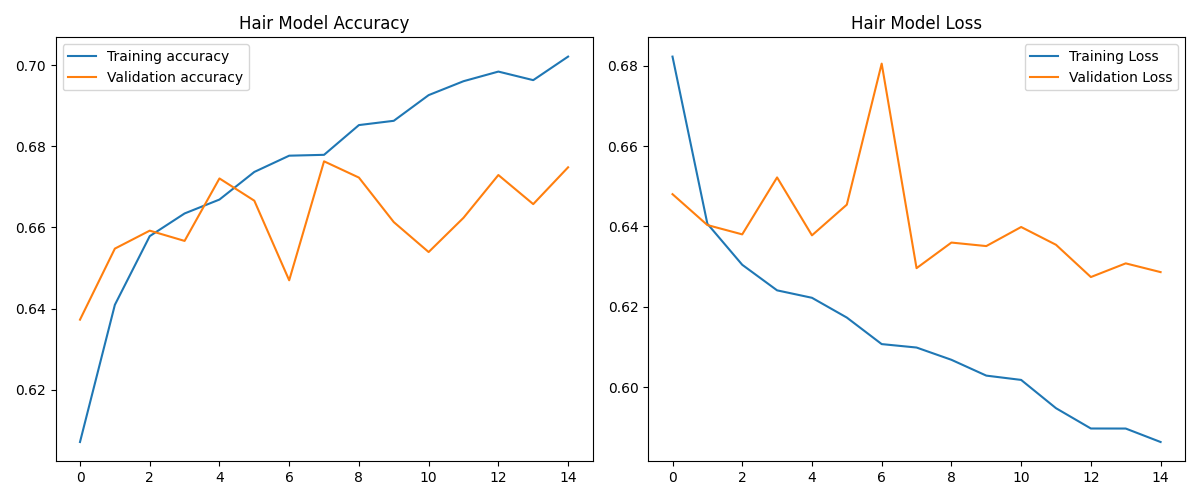 Hair Model Accuracy
Training accuracy
Validation accuracy
0.70
0.68
0.66
0.64
0.62
0 2 4 6 8 10 12 14
Hair Model Loss
Training Loss
Validation Loss
0.68
0.66
0.64
0.62
0.60
0 2 4 6 8 10 12 14